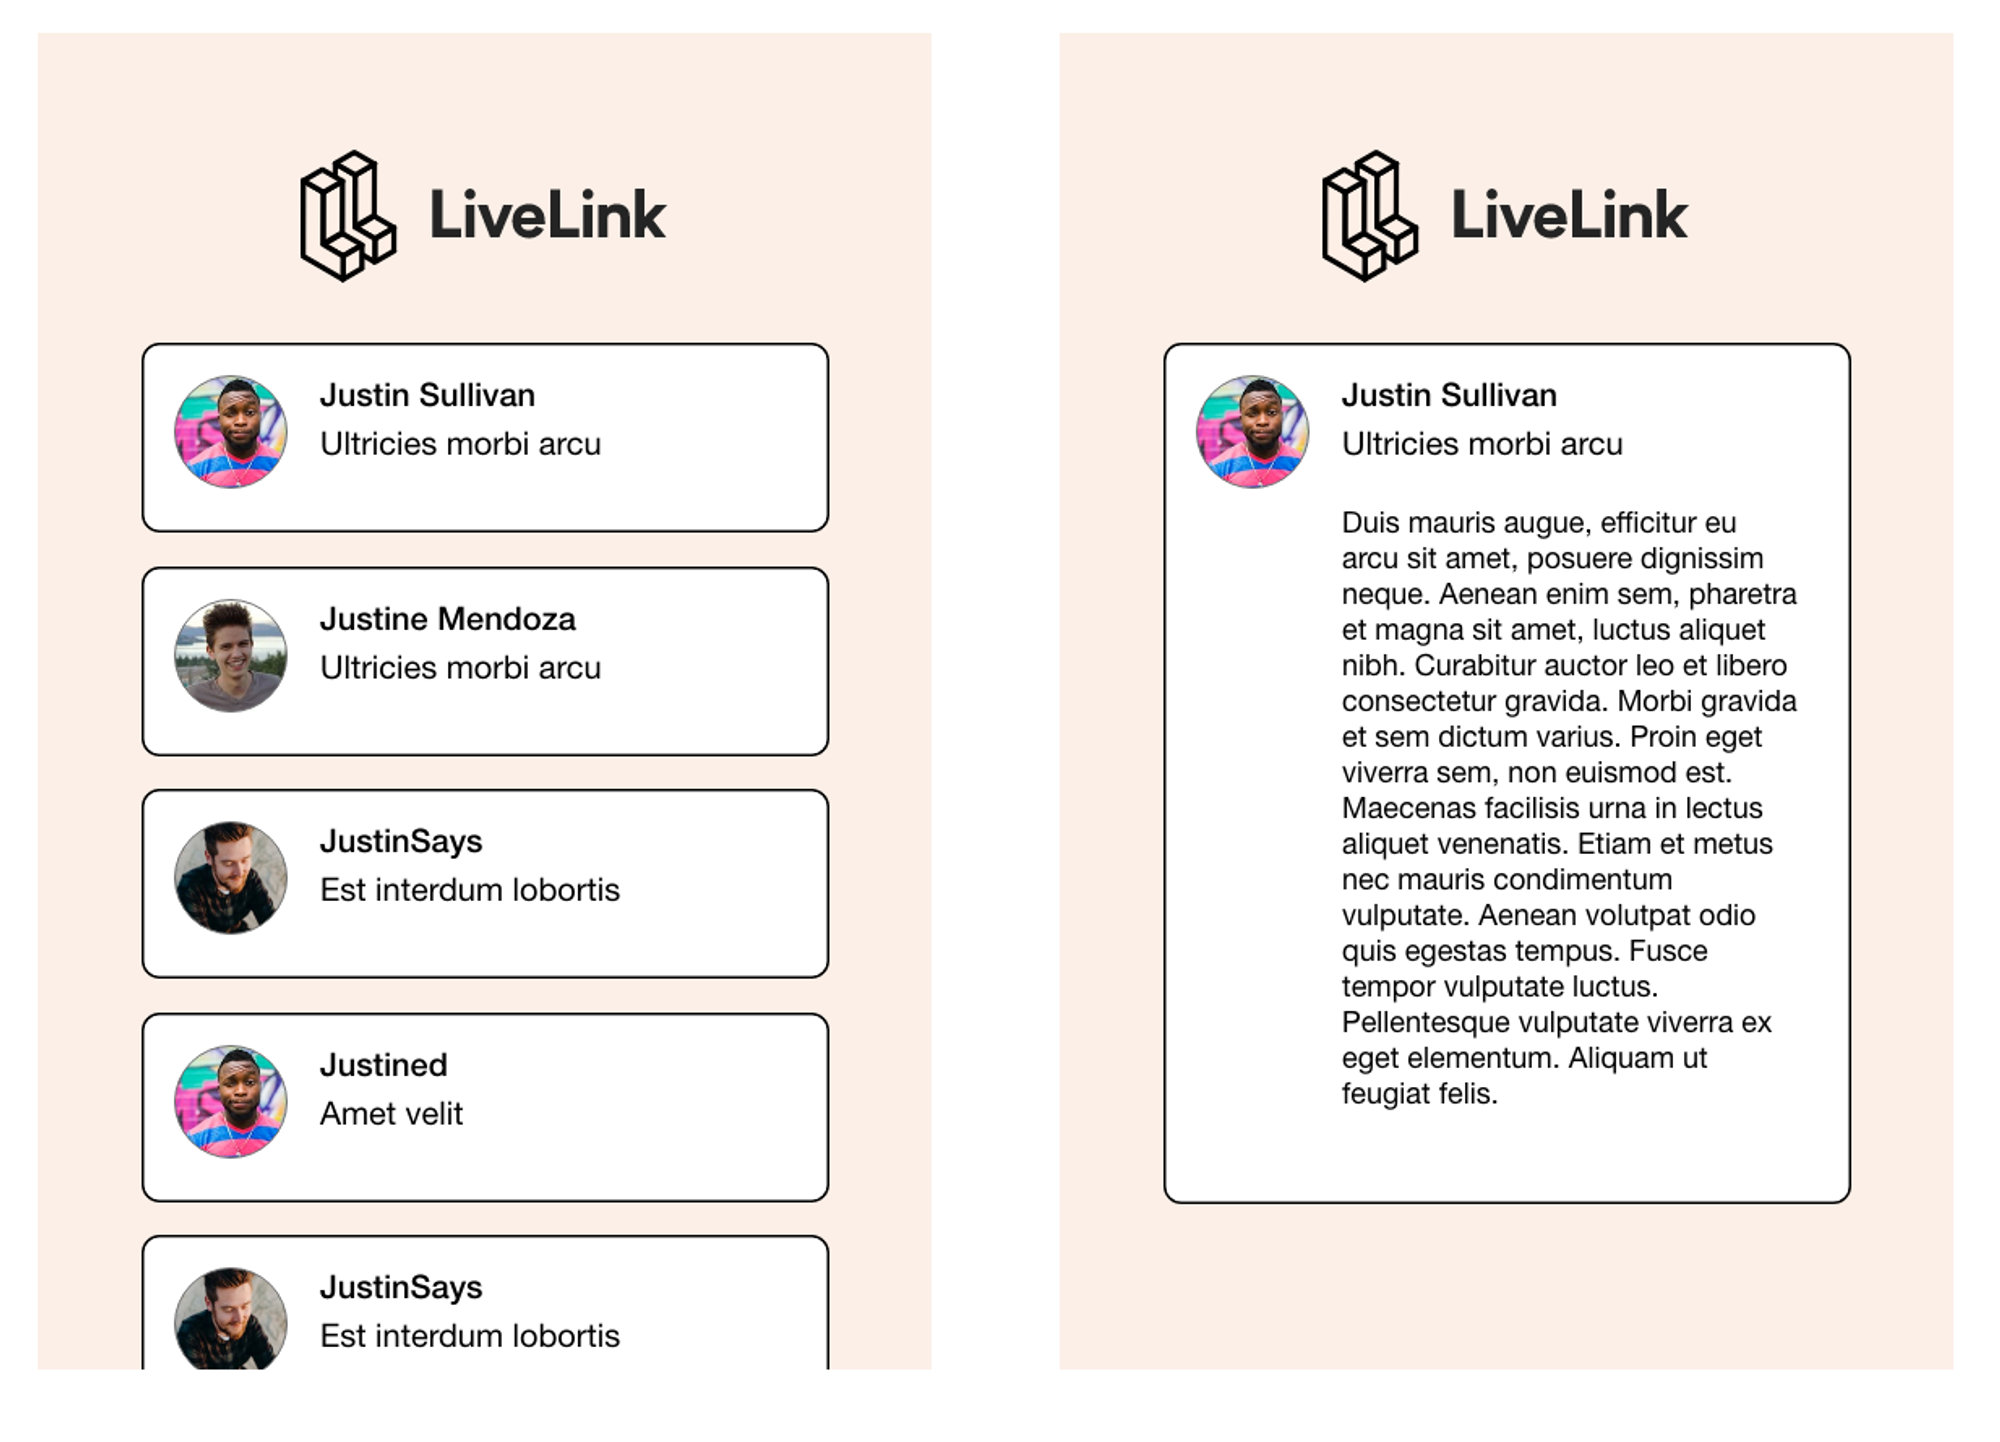 LiveLink
Justin Sullivan
Ultricies morbi arcu
Justine Mendoza
Ultricies morbi arcu
JustinSays
Est interdum lobortis
Justined
Amet velit
JustinSays
Est interdum lobortis
LiveLink
Justin Sullivan
Ultricies morbi arcu
Duis mauris augue, efficitur eu
arcu sit amet, posuere dignissim
neque. Aenean enim sem, pharetra
et magna sit amet, luctus aliquet
nibh. Curabitur auctor leo et libero
consectetur gravida. Morbi gravida
et sem dictum varius. Proin eget
viverra sem, non euismod est.
Maecenas facilisis urna in lectus
aliquet venenatis. Etiam et metus
nec mauris condimentum
vulputate. Aenean volutpat odio
quis egestas tempus. Fusce
tempor vulputate luctus.
Pellentesque vulputate viverra ex
eget elementum. Aliquam ut
feugiat felis.